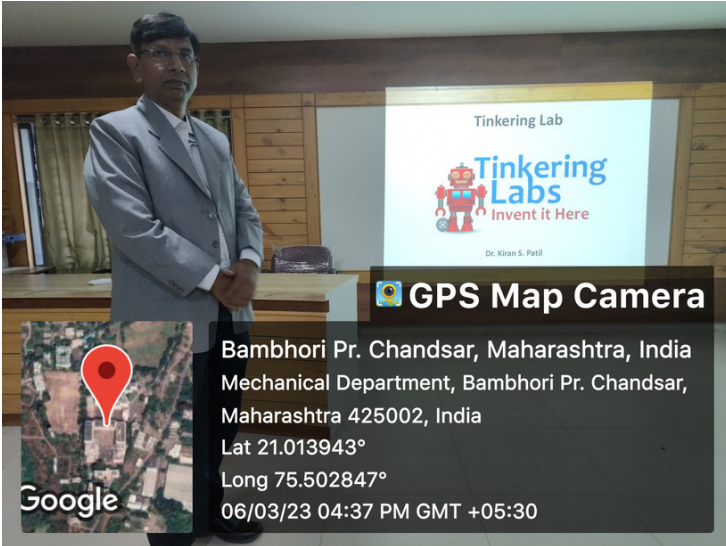 Tinkering Lab
Tinkering
Labs
Invent it Here
Dr. Kiran S. Patil
GPS Map Camera
Bambhori Pr. Chandsar, Maharashtra, India
Mechanical Department, Bambhori Pr. Chandsar,
Maharashtra 425002, India
Lat 21.013943°
Long 75.502847°
06/03/23 04:37 PM GMT +05:30
Google